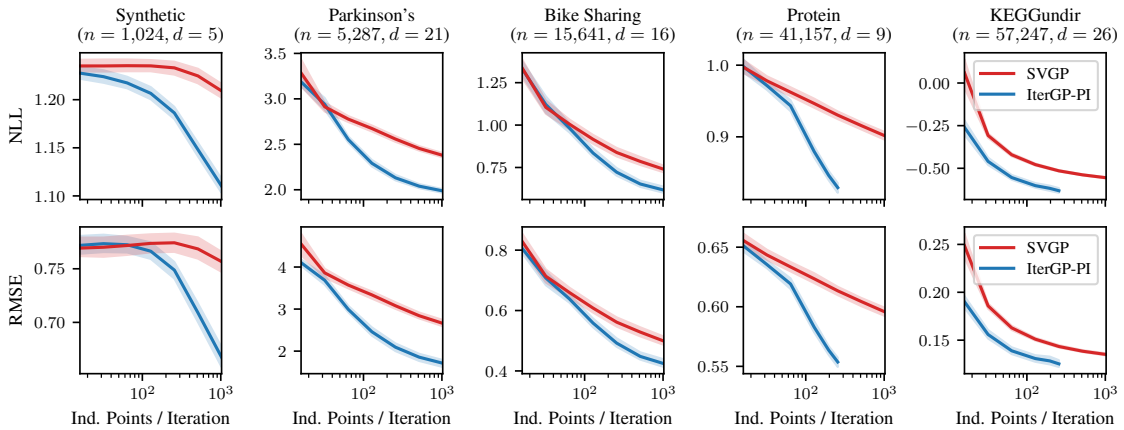 Synthetic
(n = 1,024, d = 5)
Parkinson's
(n = 5,287, d = 21)
Bike Sharing
(n = 15,641, d = 16)
Protein
(n = 41,157, d = 9)
KEGGundir
(n = 57,247, d = 26)
NLL
1.20
1.15
1.10
3.5
3.0
2.5
2.0
1.25
1.00
0.75
1.0
0.9
0.00
−0.25
−0.50
SVGP
IterGP-PI
RMSE
0.75
0.70
4
3
2
0.8
0.6
0.4
0.65
0.60
0.55
0.25
0.20
0.15
SVGP
IterGP-PI
10² 10³
10² 10³
10² 10³
10² 10³
10² 10³
Ind. Points / Iteration
Ind. Points / Iteration
Ind. Points / Iteration
Ind. Points / Iteration
Ind. Points / Iteration